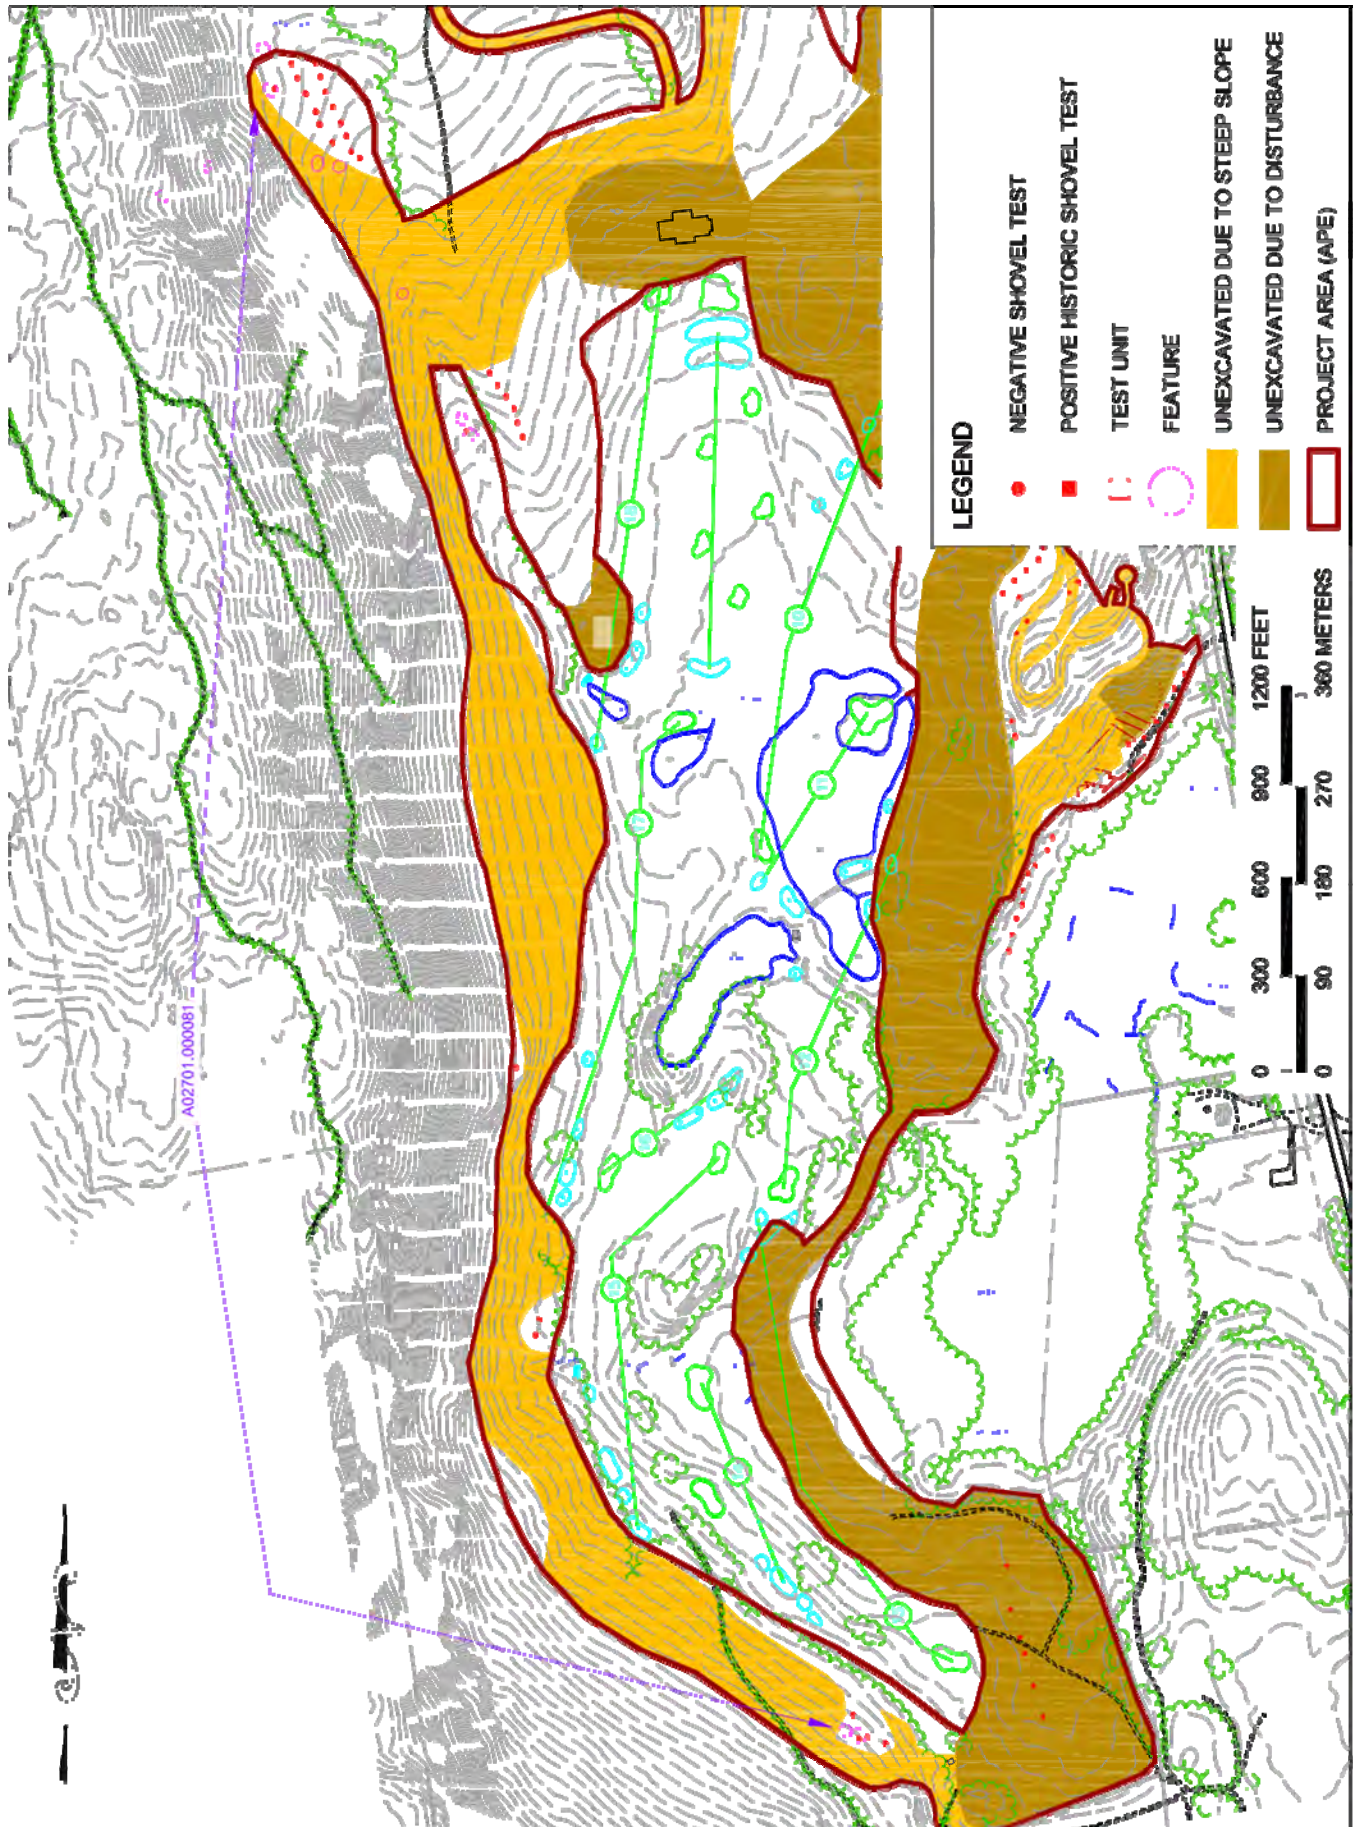 A02701.000081
LEGEND
NEGATIVE SHOVEL TEST
POSITIVE HISTORIC SHOVEL TEST
TEST UNIT
FEATURE
UNEXCAVATED DUE TO STEEP SLOPE
UNEXCAVATED DUE TO DISTURBANCE
PROJECT AREA (APE)
0 300 600 900 1200 FEET
0 90 180 270 360 METERS